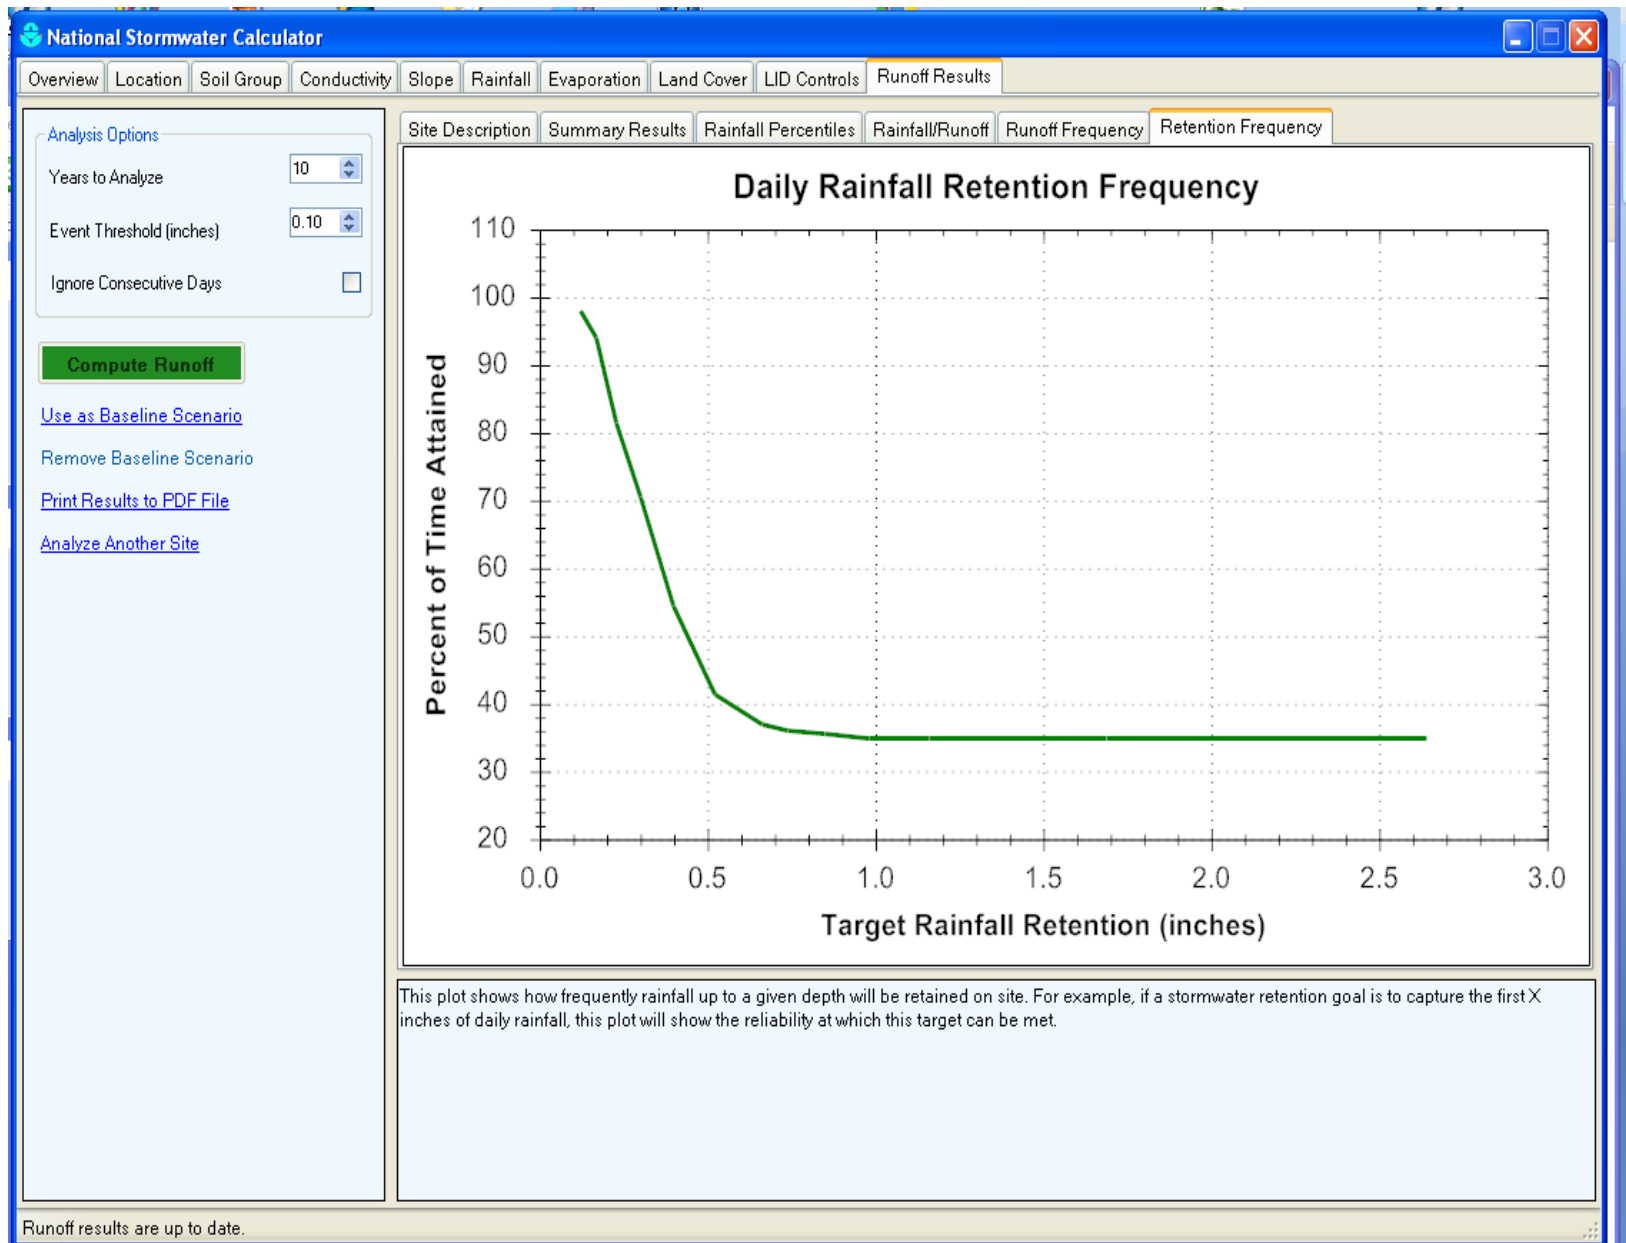 National Stormwater Calculator
Overview Location Soil Group Conductivity Slope Rainfall Evaporation Land Cover LID Controls Runoff Results
Analysis Options
Years to Analyze 10
Event Threshold (inches) 0.10
Ignore Consecutive Days
Compute Runoff
Use as Baseline Scenario
Remove Baseline Scenario
Print Results to PDF File
Analyze Another Site
Site Description Summary Results Rainfall Percentiles Rainfall/Runoff Runoff Frequency Retention Frequency
Daily Rainfall Retention Frequency
Percent of Time Attained
110
100
90
80
70
60
50
40
30
20
0.0 0.5 1.0 1.5 2.0 2.5 3.0
Target Rainfall Retention (inches)
This plot shows how frequently rainfall up to a given depth will be retained on site. For example, if a stormwater retention goal is to capture the first X
inches of daily rainfall, this plot will show the reliability at which this target can be met.
Runoff results are up to date.